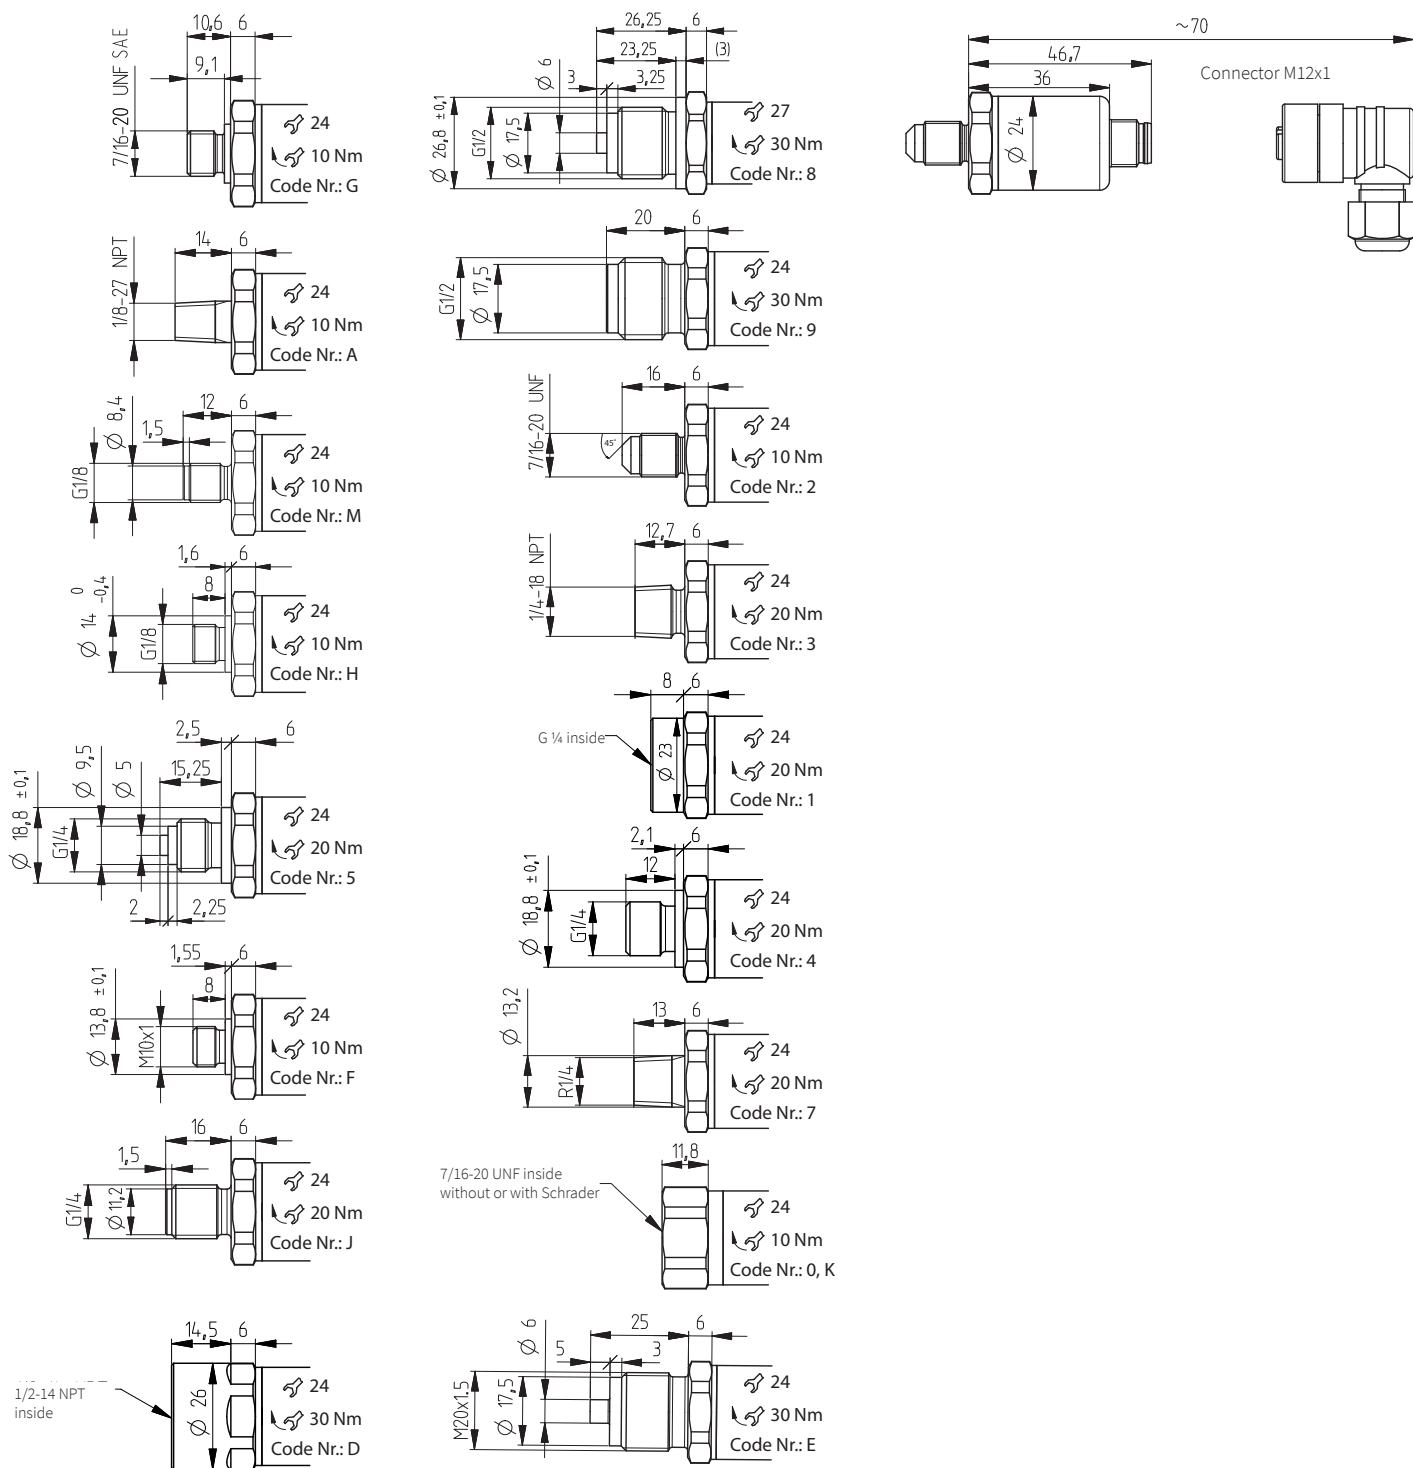 10,6
6
9,1
7/16-20 UNF SAE
24
10 Nm
Code Nr.: G
14
6
1/8-27 NPT
24
10 Nm
Code Nr.: A
12
6
Ø 8,4
1,5
G1/8
24
10 Nm
Code Nr.: M
1,6
6
8
Ø 14 0 -0,4
G1/8
24
10 Nm
Code Nr.: H
2,5
6
15,25
Ø 18,8 ±0,1
G1/4
Ø 9,5
Ø 5
2
2,25
24
20 Nm
Code Nr.: 5
1,55
6
8
Ø 13,8 ±0,1
M10x1
24
10 Nm
Code Nr.: F
16
6
1,5
G1/4
Ø 11,2
24
20 Nm
Code Nr.: J
14,5
6
1/2-14 NPT
inside
Ø 26
24
30 Nm
Code Nr.: D
26,25
6
23,25
(3)
Ø 6
3
3,25
Ø 26,8 ±0,1
G1/2
Ø 17,5
27
30 Nm
Code Nr.: 8
20
6
G1/2
Ø 17,5
24
30 Nm
Code Nr.: 9
16
6
7/16-20 UNF
45°
24
10 Nm
Code Nr.: 2
12,7
6
1/4-18 NPT
24
20 Nm
Code Nr.: 3
8
6
G ¼ inside
Ø 23
24
20 Nm
Code Nr.: 1
2,1
6
12
Ø 18,8 ±0,1
G1/4
24
20 Nm
Code Nr.: 4
Ø 13,2
13
6
R1/4
24
20 Nm
Code Nr.: 7
11,8
7/16-20 UNF inside
without or with Schrader
24
10 Nm
Code Nr.: 0, K
25
6
Ø 6
5
3
M20x1.5
Ø 17,5
24
30 Nm
Code Nr.: E
~70
46,7
36
Ø 24
Connector M12x1